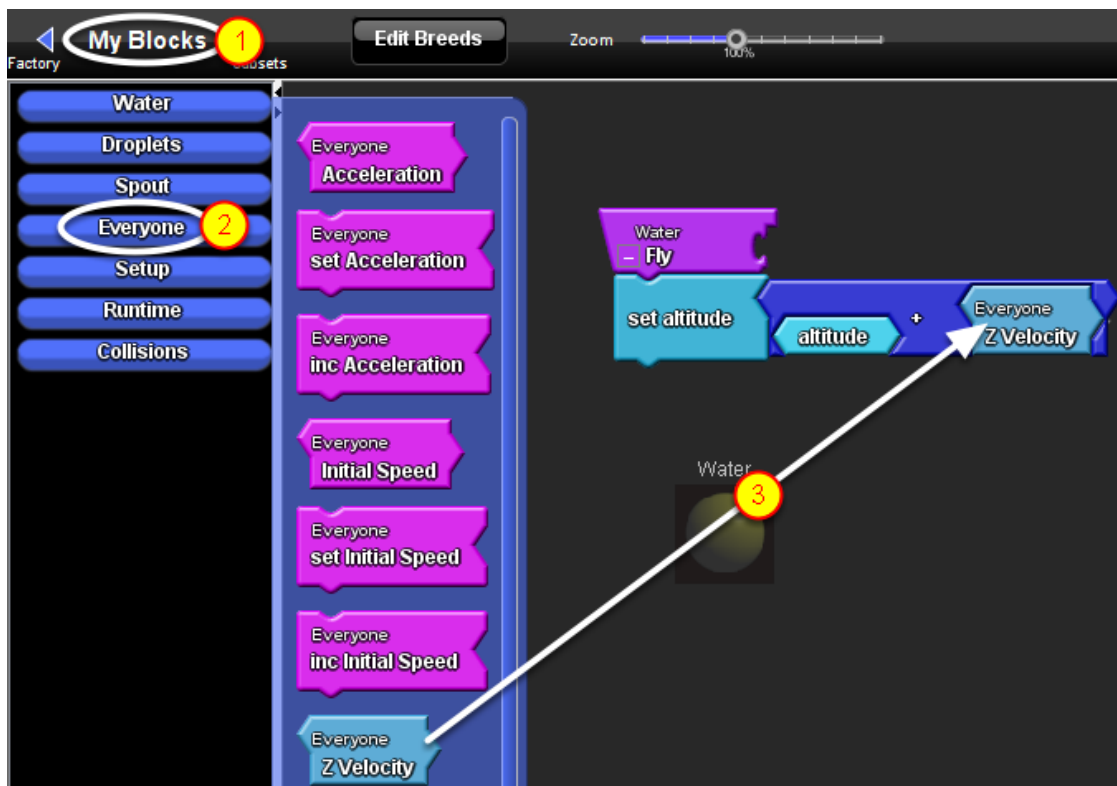 My Blocks
1
Edit Breeds
Zoom
100%
Factory
Water
Droplets
Spout
Everyone
2
Setup
Runtime
Collisions
Everyone
Acceleration
Everyone
set Acceleration
Everyone
inc Acceleration
Everyone
Initial Speed
Everyone
set Initial Speed
Everyone
inc Initial Speed
Everyone
Z Velocity
Water
– Fly
set altitude
altitude
+
Everyone
Z Velocity
Water
3